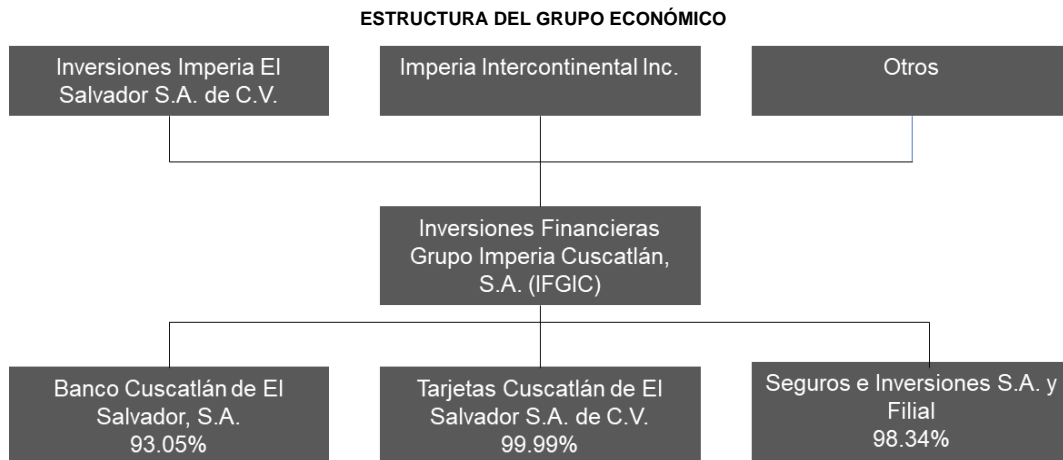 ESTRUCTURA DEL GRUPO ECONÓMICO
Inversiones Imperia El
Salvador S.A. de C.V.
Imperia Intercontinental Inc.
Otros
Inversiones Financieras
Grupo Imperia Cuscatlán,
S.A. (IFGIC)
Banco Cuscatlán de El
Salvador, S.A.
93.05%
Tarjetas Cuscatlán de El
Salvador S.A. de C.V.
99.99%
Seguros e Inversiones S.A. y
Filial
98.34%